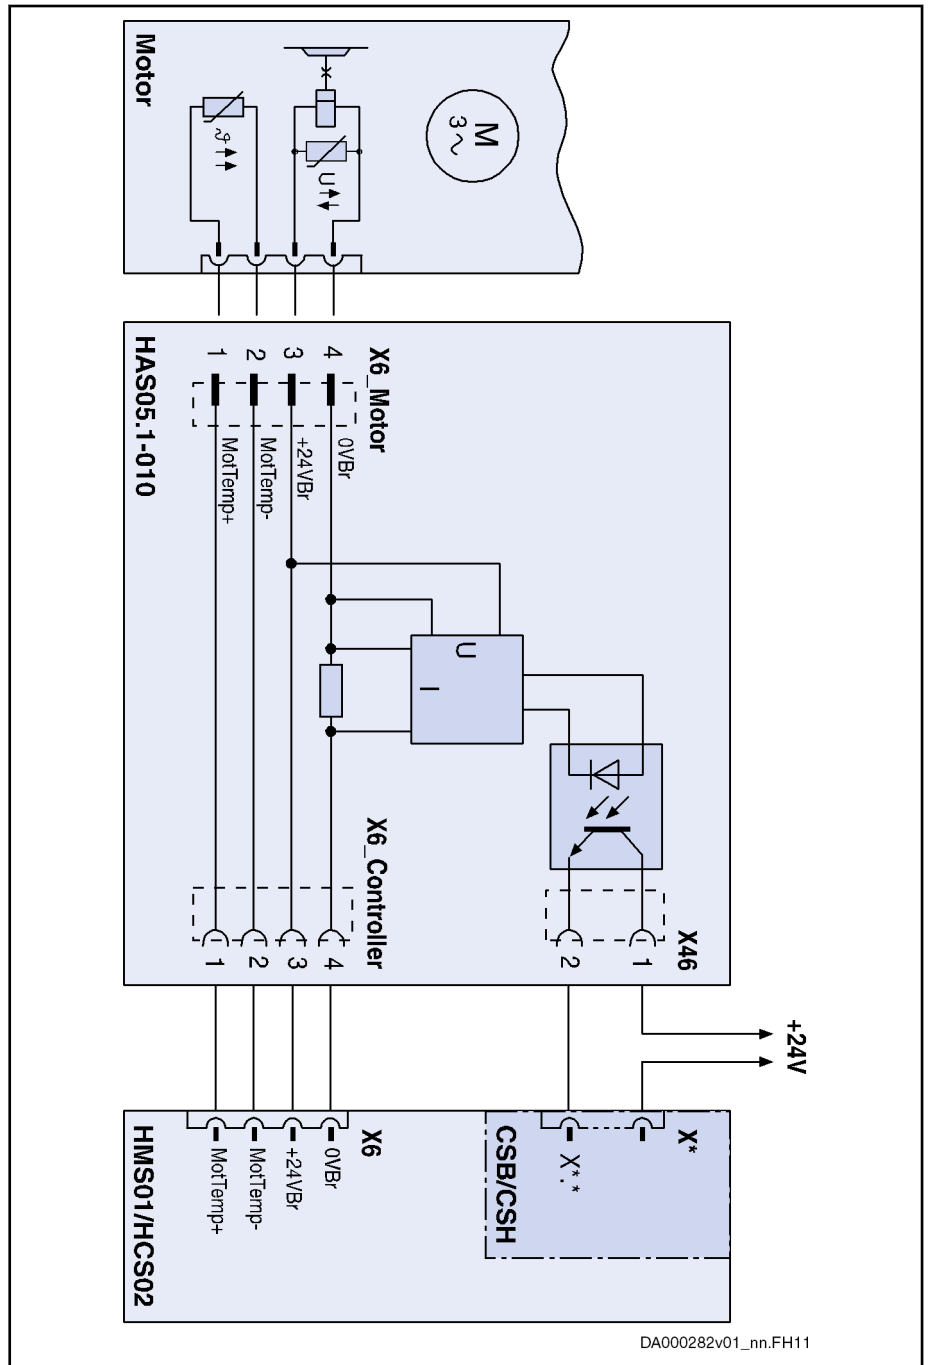 Motor
M
3 ~
ϑ
U
HAS05.1-010
X6_Motor
1
2
3
4
MotTemp+
MotTemp-
+24VBr
0VBr
U
I
X6_Controller
1
2
3
4
X46
2
1
+24V
HMS01/HCS02
X6
MotTemp+
MotTemp-
+24VBr
0VBr
CSB/CSH
X*
X*.*
DA000282v01_nn.FH11